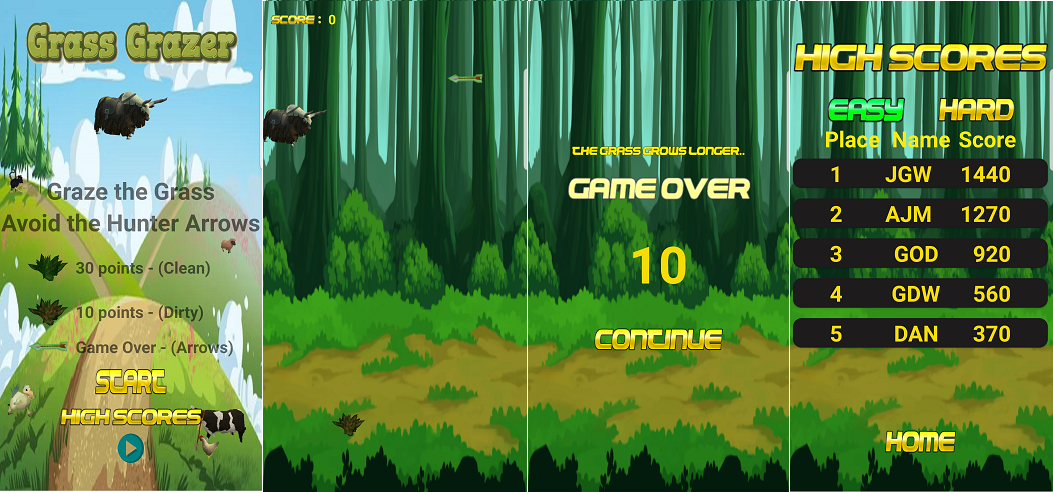 Grass Grazer
Graze the Grass
Avoid the Hunter Arrows
30 points - (Clean)
10 points - (Dirty)
Game Over - (Arrows)
START
HIGH SCORES
SCORE: 0
THE GRASS GROWS LONGER..
GAME OVER
10
CONTINUE
HIGH SCORES
EASY HARD
Place Name Score
1 JGW 1440
2 AJM 1270
3 GOD 920
4 GDW 560
5 DAN 370
HOME